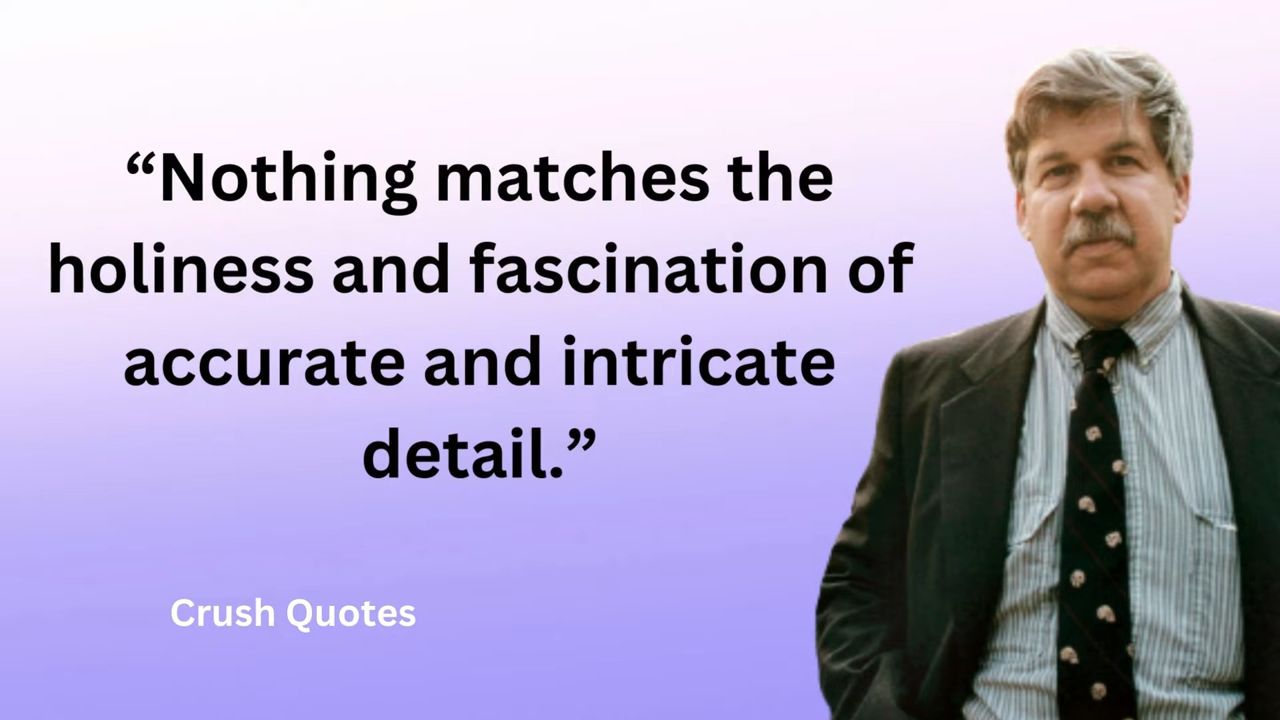 “Nothing matches the
holiness and fascination of
accurate and intricate
detail.”
Crush Quotes